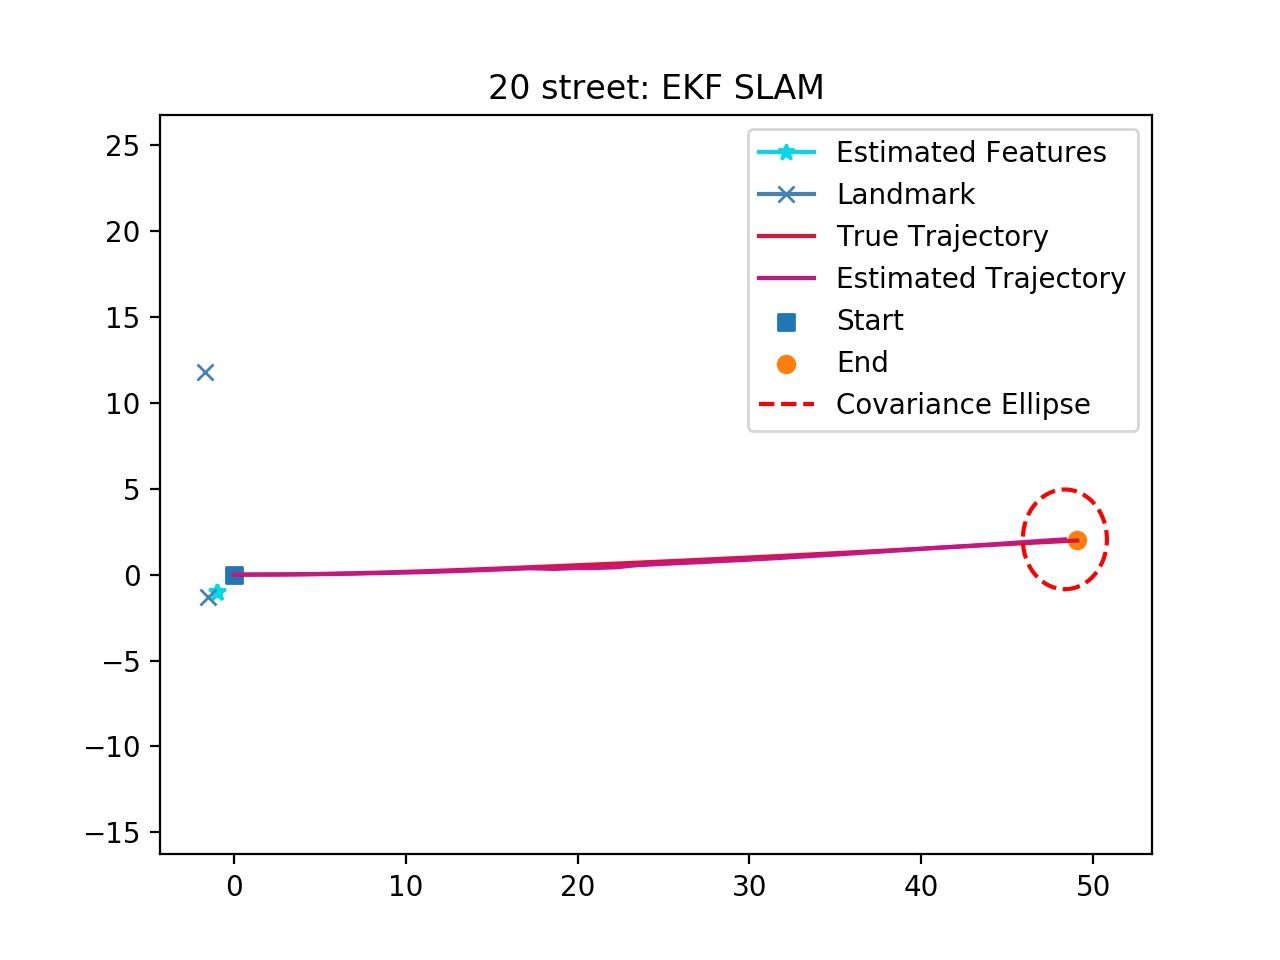 20 street: EKF SLAM
Estimated Features
Landmark
True Trajectory
Estimated Trajectory
Start
End
Covariance Ellipse
25
20
15
10
5
0
−5
−10
−15
0 10 20 30 40 50